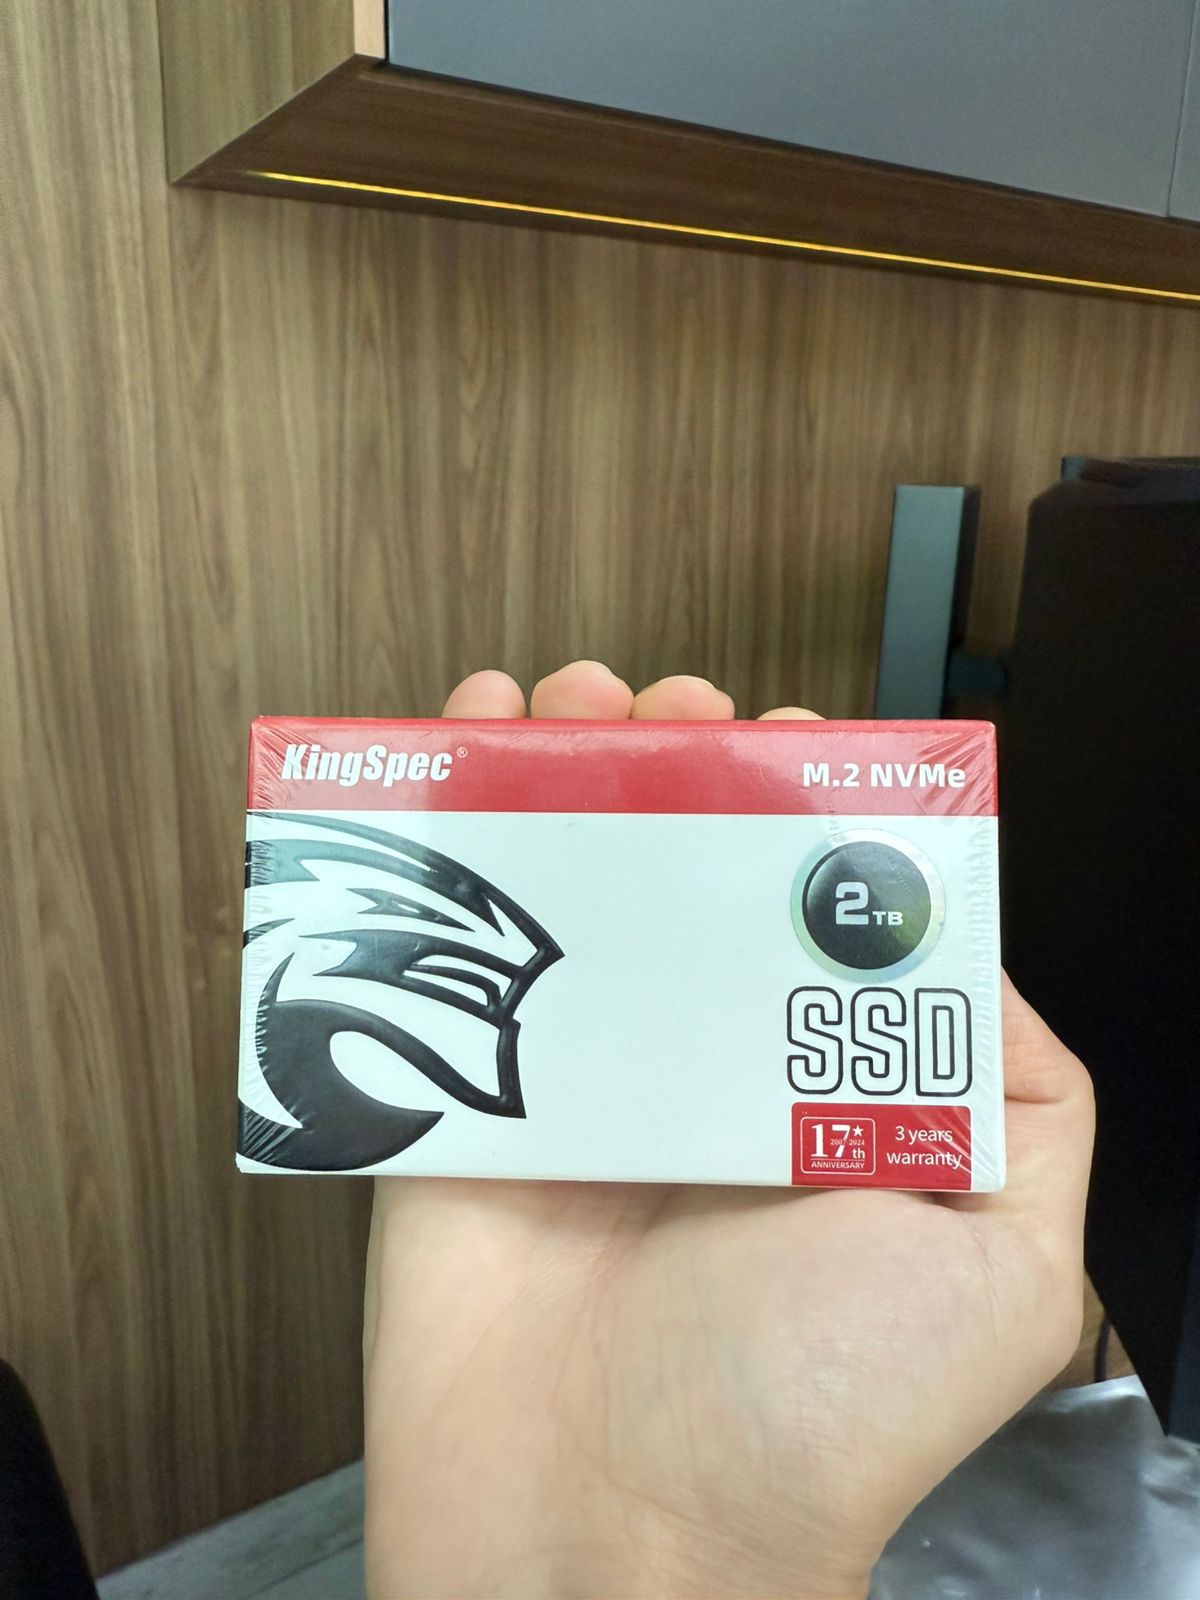 KingSpec®
M.2 NVMe
2TB
SSD
17th
2007-2024
ANNIVERSARY
3 years
warranty